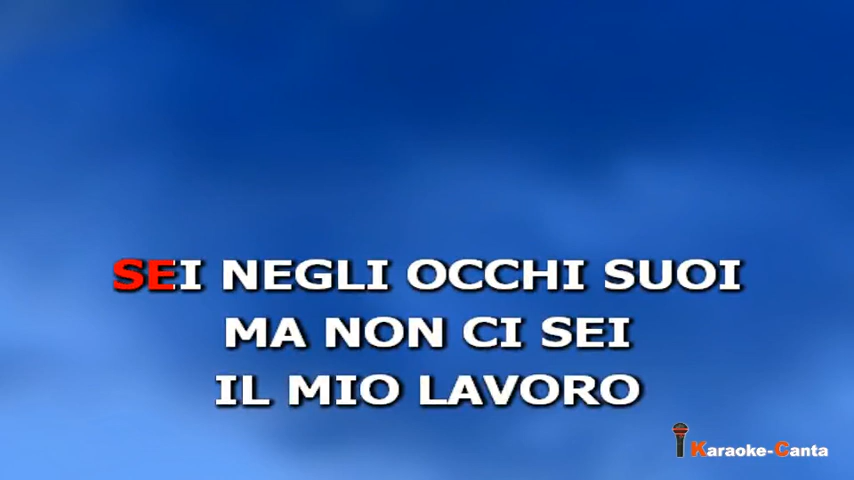 SEI NEGLI OCCHI SUOI
MA NON CI SEI
IL MIO LAVORO
Karaoke-Canta